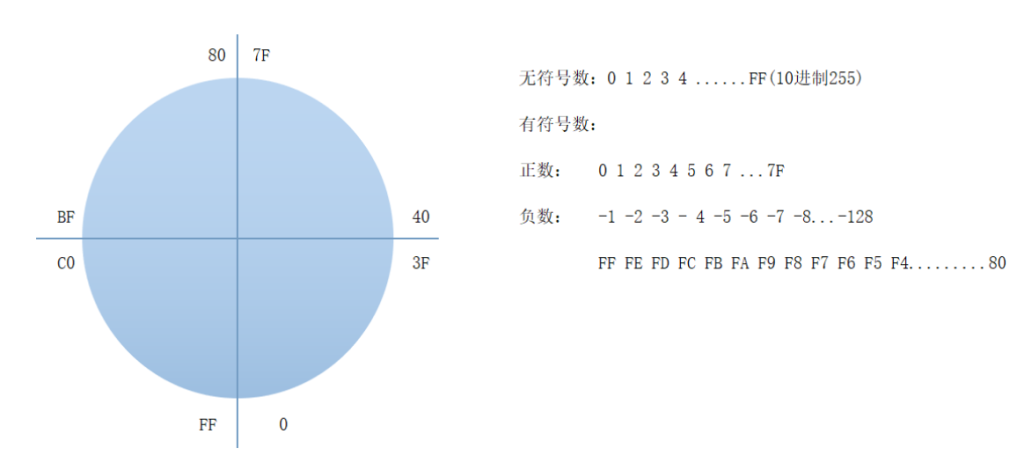 80 7F
BF 40
C0 3F
FF 0
无符号数：0 1 2 3 4 ......FF(10进制255)
有符号数：
正数： 0 1 2 3 4 5 6 7 ...7F
负数： -1 -2 -3 - 4 -5 -6 -7 -8...-128
FF FE FD FC FB FA F9 F8 F7 F6 F5 F4.........80